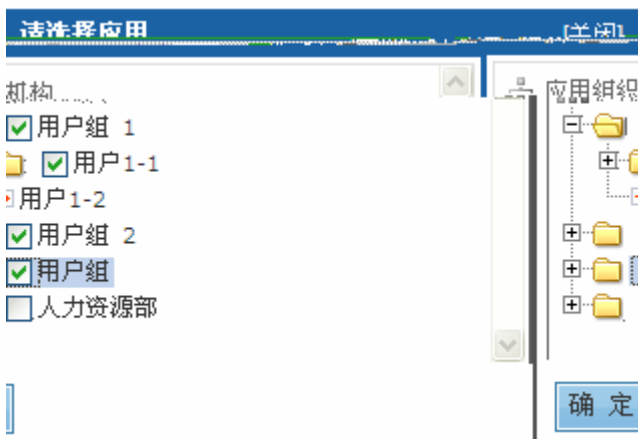 请选择应用 [关闭]
机构
应用组织
用户组 1
用户1-1
用户1-2
用户组 2
用户组
人力资源部
确 定